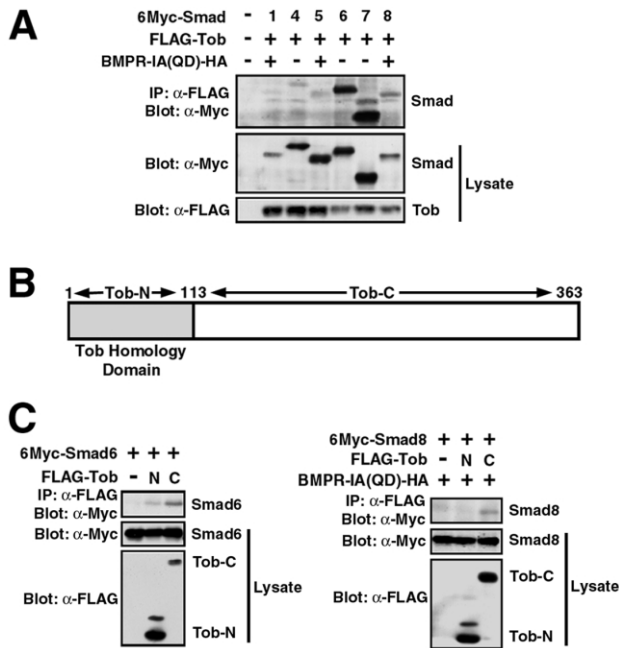 A
6Myc-Smad - 1 4 5 6 7 8
FLAG-Tob - + + + + + +
BMPR-IA(QD)-HA - + - + - - +
IP: α-FLAG
Blot: α-Myc
Smad
Blot: α-Myc
Smad
Blot: α-FLAG
Tob
Lysate
B
1 Tob-N 113 Tob-C 363
Tob Homology
Domain
C
6Myc-Smad6 + + +
FLAG-Tob - N C
IP: α-FLAG
Blot: α-Myc
Smad6
Blot: α-Myc
Smad6
Blot: α-FLAG
Tob-C
Tob-N
Lysate
6Myc-Smad8 + + +
FLAG-Tob - N C
BMPR-IA(QD)-HA + + +
IP: α-FLAG
Blot: α-Myc
Smad8
Blot: α-Myc
Smad8
Blot: α-FLAG
Tob-C
Tob-N
Lysate